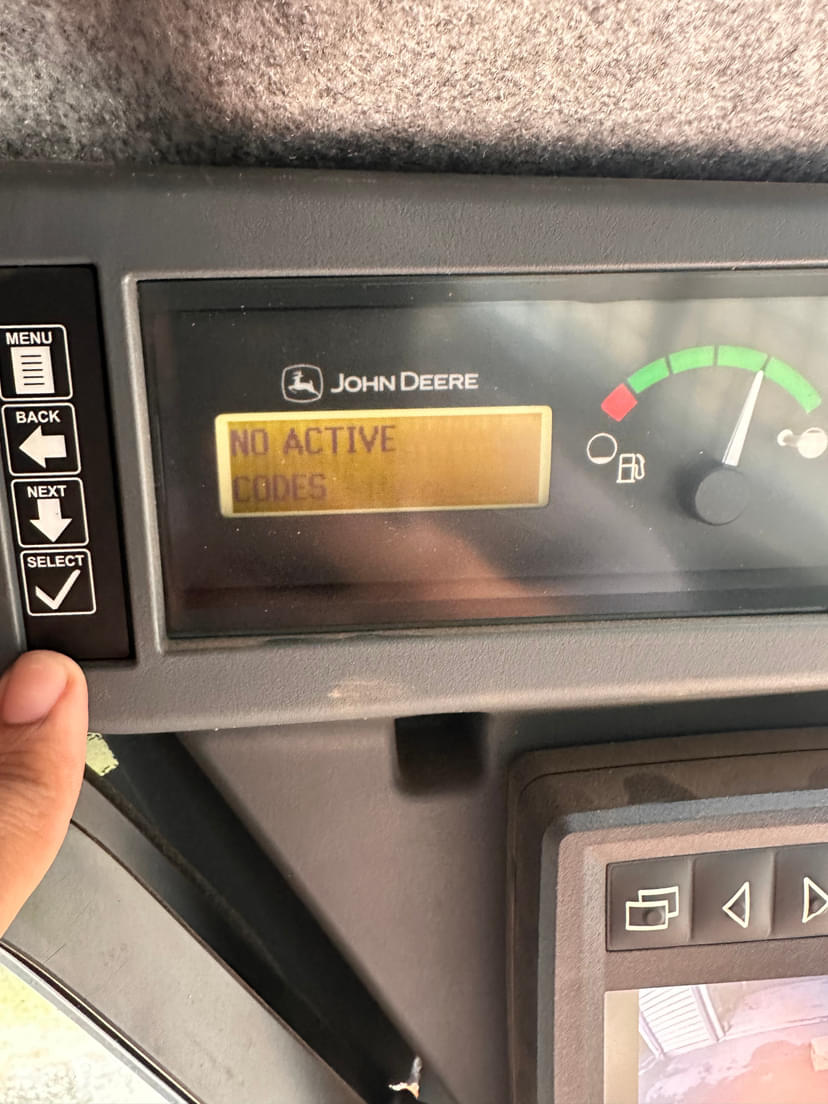 MENU
BACK
NEXT
SELECT
JOHN DEERE
NO ACTIVE
CODES